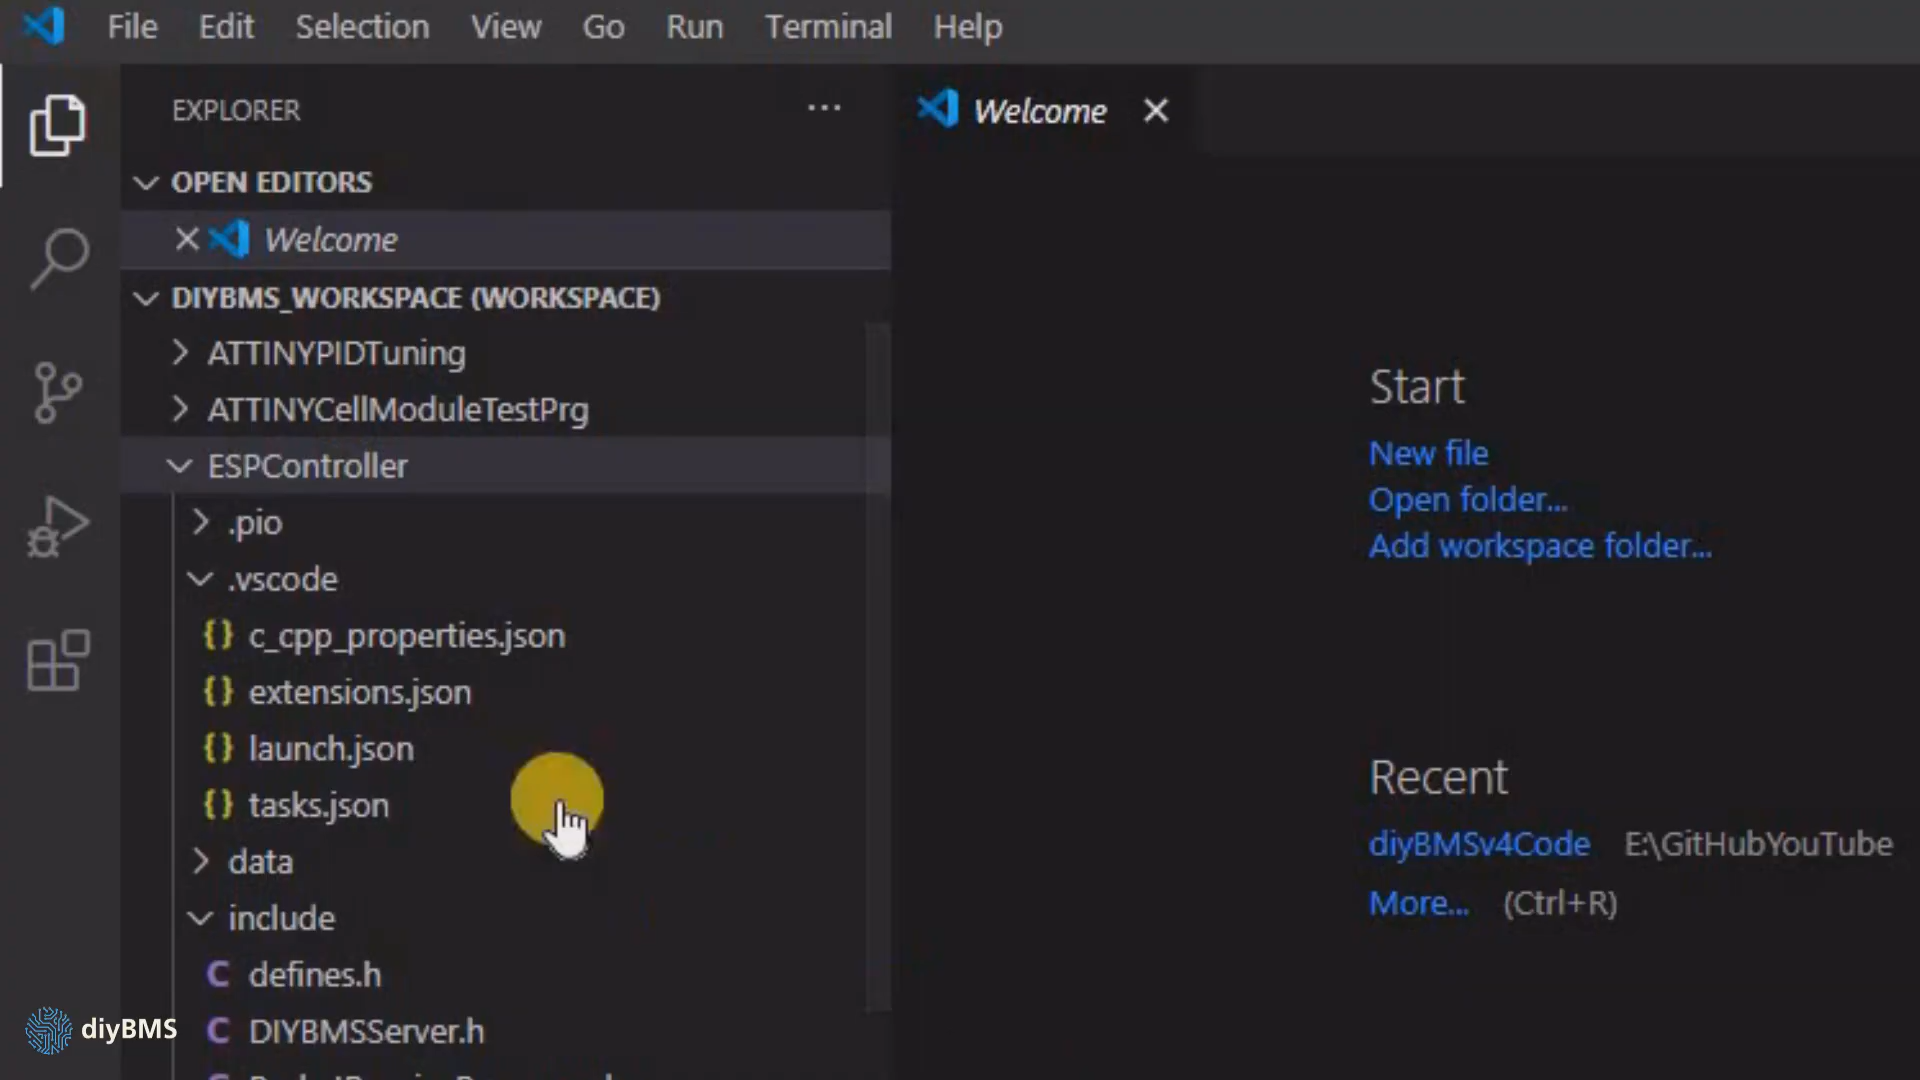 File Edit Selection View Go Run Terminal Help
EXPLORER ...
Welcome
OPEN EDITORS
Welcome
DIYBMS_WORKSPACE (WORKSPACE)
ATTINYPIDTuning
ATTINYCellModuleTestPrg
ESPController
.pio
.vscode
{} c_cpp_properties.json
{} extensions.json
{} launch.json
{} tasks.json
data
include
C defines.h
C DIYBMSServer.h
Start
New file
Open folder...
Add workspace folder...
Recent
diyBMSv4Code E:\GitHubYouTube
More... (Ctrl+R)
diyBMS